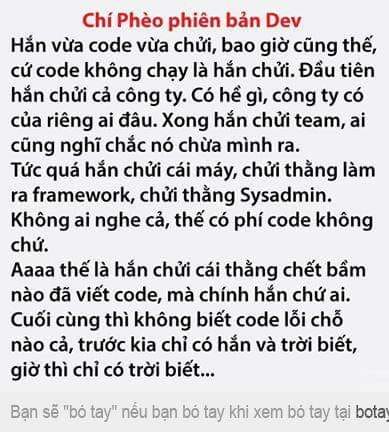 Chí Phèo phiên bản Dev
Hắn vừa code vừa chửi, bao giờ cũng thế,
cứ code không chạy là hắn chửi. Đầu tiên
hắn chửi cả công ty. Có hề gì, công ty có
của riêng ai đâu. Xong hắn chửi team, ai
cũng nghĩ chắc nó chừa mình ra.
Tức quá hắn chửi cái máy, chửi thằng làm
ra framework, chửi thằng Sysadmin.
Không ai nghe cả, thế có phí code không
chứ.
Aaaa thế là hắn chửi cái thằng chết bầm
nào đã viết code, mà chính hắn chứ ai.
Cuối cùng thì không biết code lỗi chỗ
nào cả, trước kia chỉ có hắn và trời biết,
giờ thì chỉ có trời biết...
Bạn sẽ "bó tay" nếu bạn bó tay khi xem bó tay tại botay